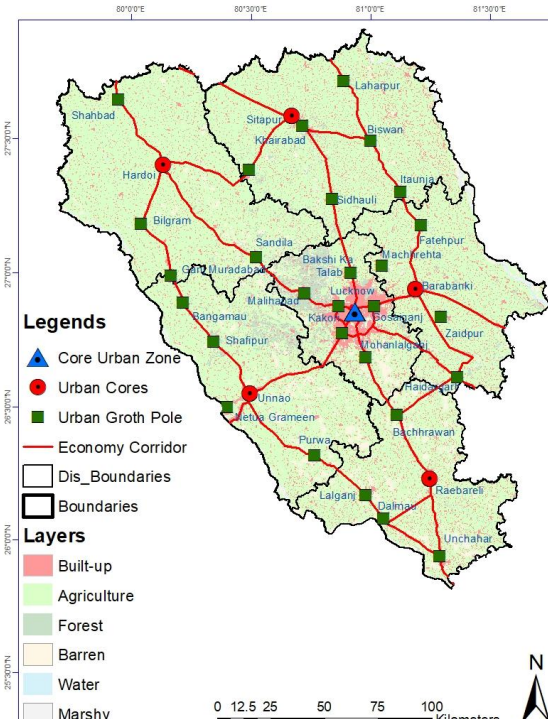 80°0'0"E 80°30'0"E 81°0'0"E 81°30'0"E
27°30'0"N
27°0'0"N
26°30'0"N
26°0'0"N
25°30'0"N
Laharpur
Shahbad
Sitapur
Khairabad
Biswan
Hardoi
Itaunja
Sidhauli
Bilgram
Fatehpur
Sandila
Bakshi Ka
Talab
Machhrehta
Ganj Muradabad
Lucknow
Barabanki
Malihabad
Kakori
Gosainganj
Bangamau
Zaidpur
Mohanlalganj
Shafipur
Haidargarh
Unnao
Netua Grameen
Bachhrawan
Purwa
Raebareli
Lalganj
Dalmau
Unchahar
Legends
Core Urban Zone
Urban Cores
Urban Groth Pole
Economy Corridor
Dis_Boundaries
Boundaries
Layers
Built-up
Agriculture
Forest
Barren
Water
Marshy
N
0 12.5 25 50 75 100
Kilometers